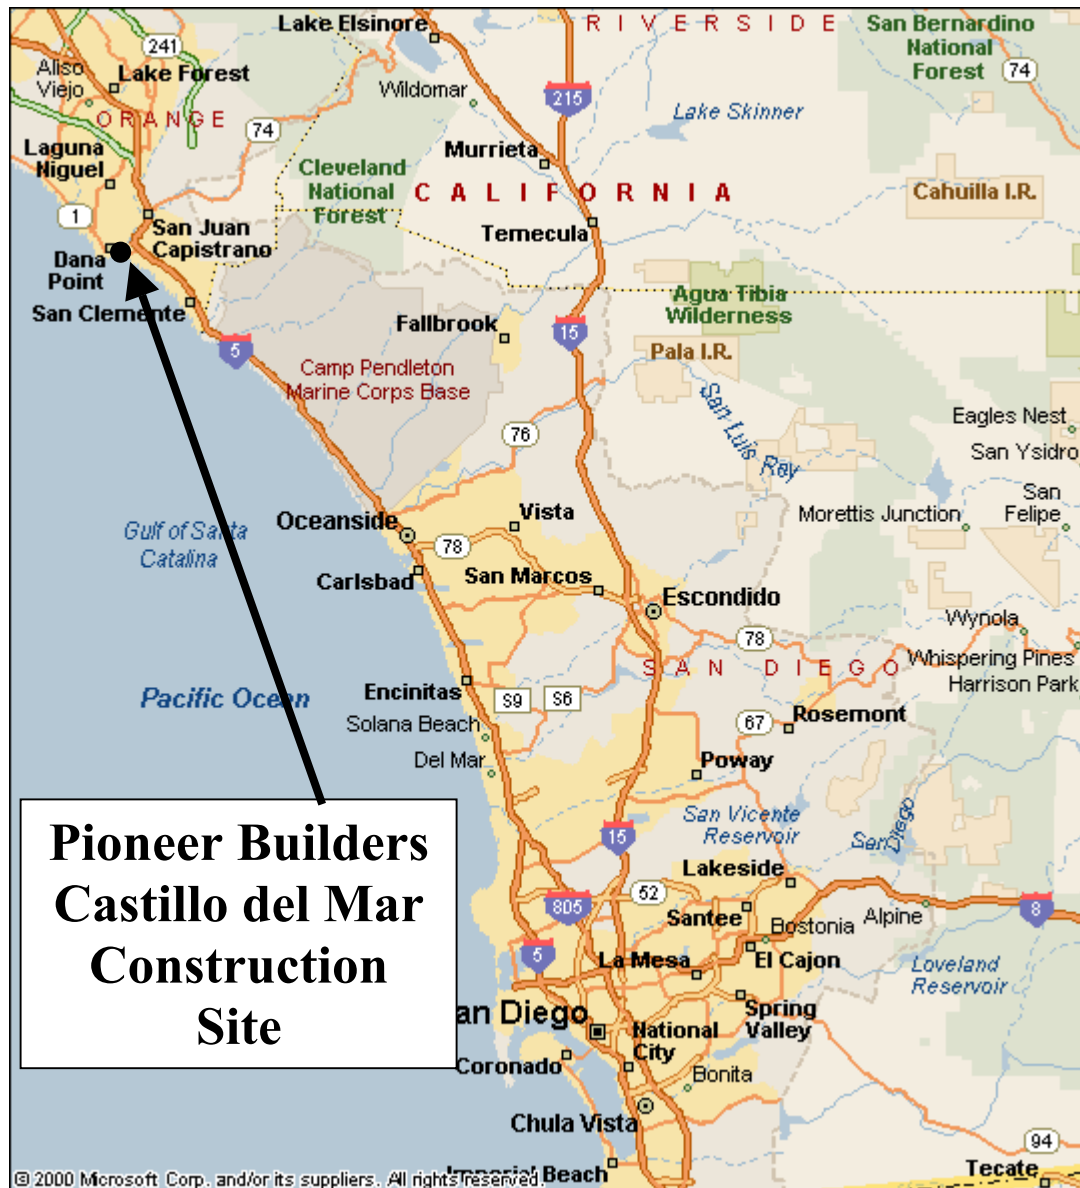 Lake Elsinore
RIVERSIDE
San Bernardino
National
Forest
241
Aliso
Viejo
Lake Forest
74
Wildomar
215
Lake Skinner
ORANGE
74
Laguna
Niguel
Murrieta
Cleveland
National
Forest
CALIFORNIA
Cahuilla I.R.
1
San Juan
Capistrano
Temecula
Dana
Point
San Clemente
Agua Tibia
Wilderness
Fallbrook
15
5
Pala I.R.
Camp Pendleton
Marine Corps Base
San Luis Rey
Eagles Nest
76
San Ysidro
San
Felipe
Morettis Junction
Gulf of Santa
Catalina
Oceanside
Vista
78
Carlsbad
San Marcos
Escondido
Wynola
78
SAN DIEGO
Whispering Pines
Harrison Park
Pacific Ocean
Encinitas
S9
S6
Solana Beach
67
Rosemont
Del Mar
Poway
San Vicente
Reservoir
San Diego
15
Pioneer Builders
Castillo del Mar
Construction
Site
Lakeside
52
805
Santee
Bostonia
Alpine
8
5
La Mesa
El Cajon
Loveland
Reservoir
an Diego
Spring
Valley
National
City
Coronado
Bonita
Chula Vista
94
Imperial Beach
Tecate
© 2000 Microsoft Corp. and/or its suppliers. All rights reserved.